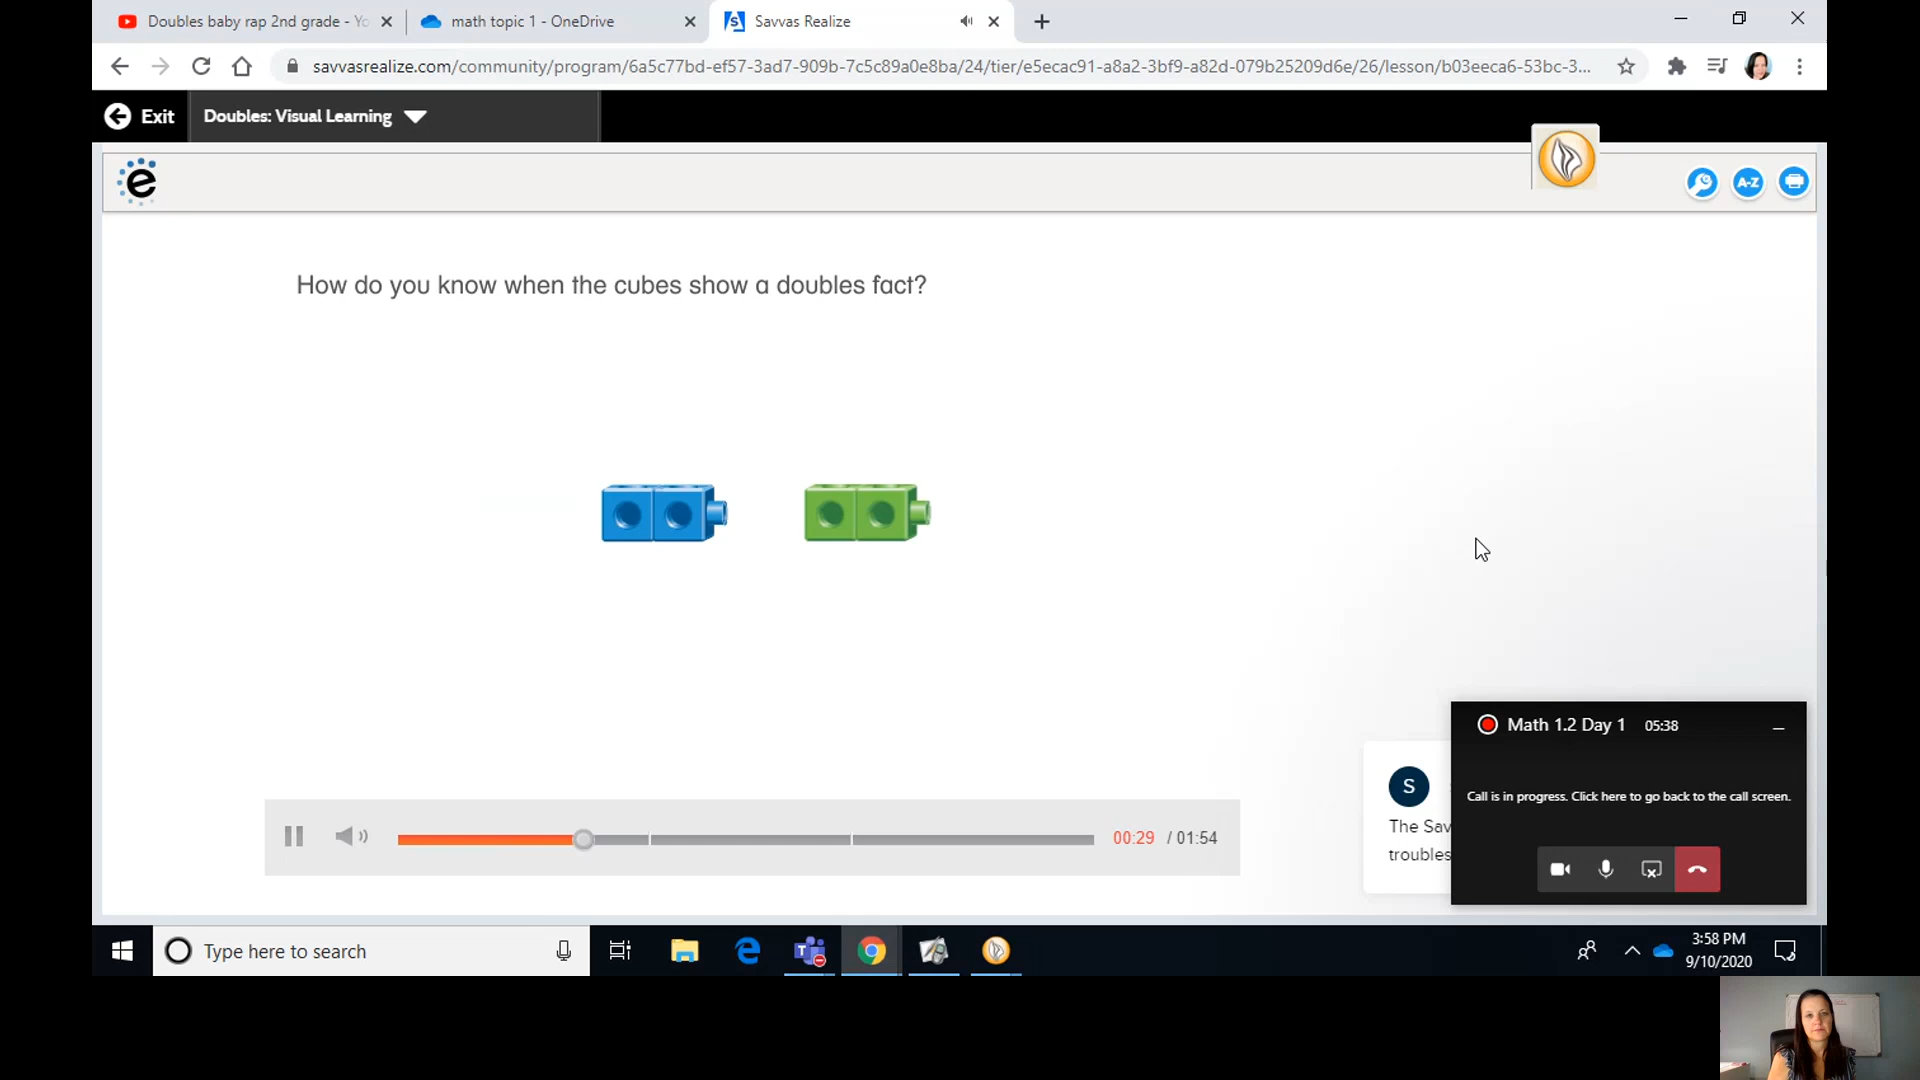 Doubles baby rap 2nd grade - Yo
math topic 1 - OneDrive
Savvas Realize
savvasrealize.com/community/program/6a5c77bd-ef57-3ad7-909b-7c5c89a0e8ba/24/tier/e5ecac91-a8a2-3bf9-a82d-079b25209d6e/26/lesson/b03eeca6-53bc-3...
Exit
Doubles: Visual Learning
e
A-Z
How do you know when the cubes show a doubles fact?
Math 1.2 Day 1 05:38
Call is in progress. Click here to go back to the call screen.
S
The Sav
troubles
00:29 / 01:54
Type here to search
3:58 PM
9/10/2020